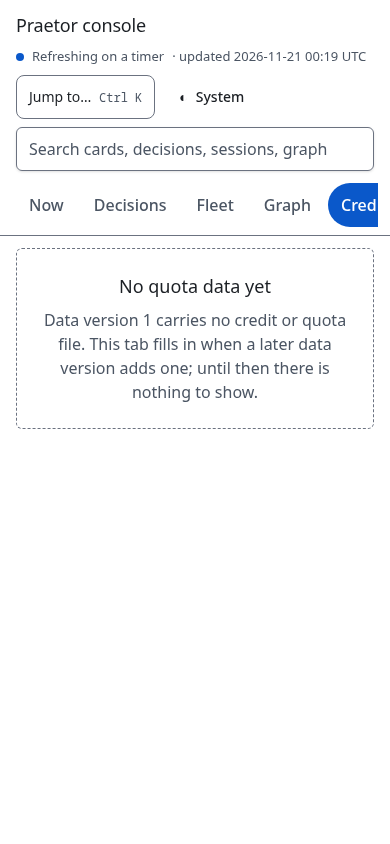 Praetor console
Refreshing on a timer · updated 2026-11-21 00:19 UTC
Jump to... Ctrl K System
Search cards, decisions, sessions, graph
Now Decisions Fleet Graph Cred
No quota data yet
Data version 1 carries no credit or quota
file. This tab fills in when a later data
version adds one; until then there is
nothing to show.